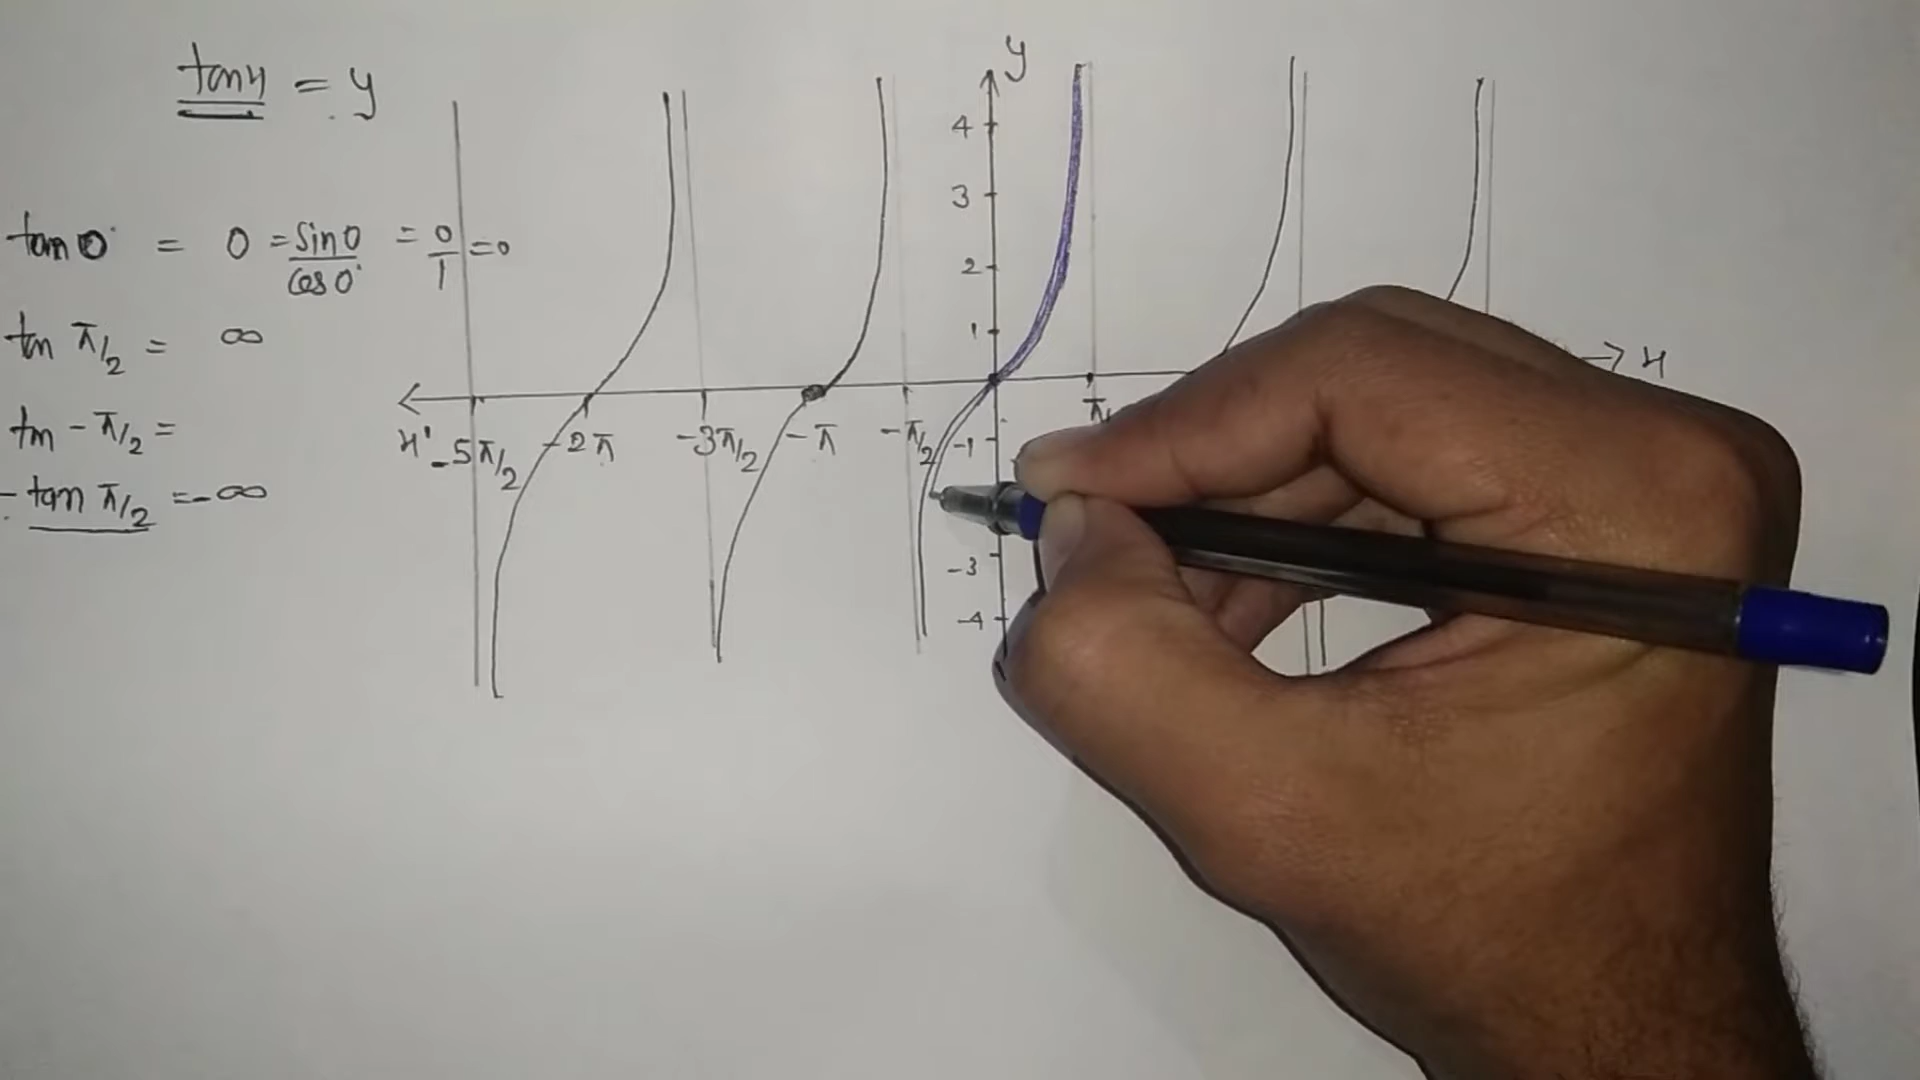 tan x = y
y
4
3
2
1
tan 0° = 0 = sin 0 / cos 0° = 0/1 = 0
tan π/2 = ∞
tan - π/2 =
- tan π/2 = - ∞
x
x' -5π/2 -2π -3π/2 -π -π/2 -1
-3
-4